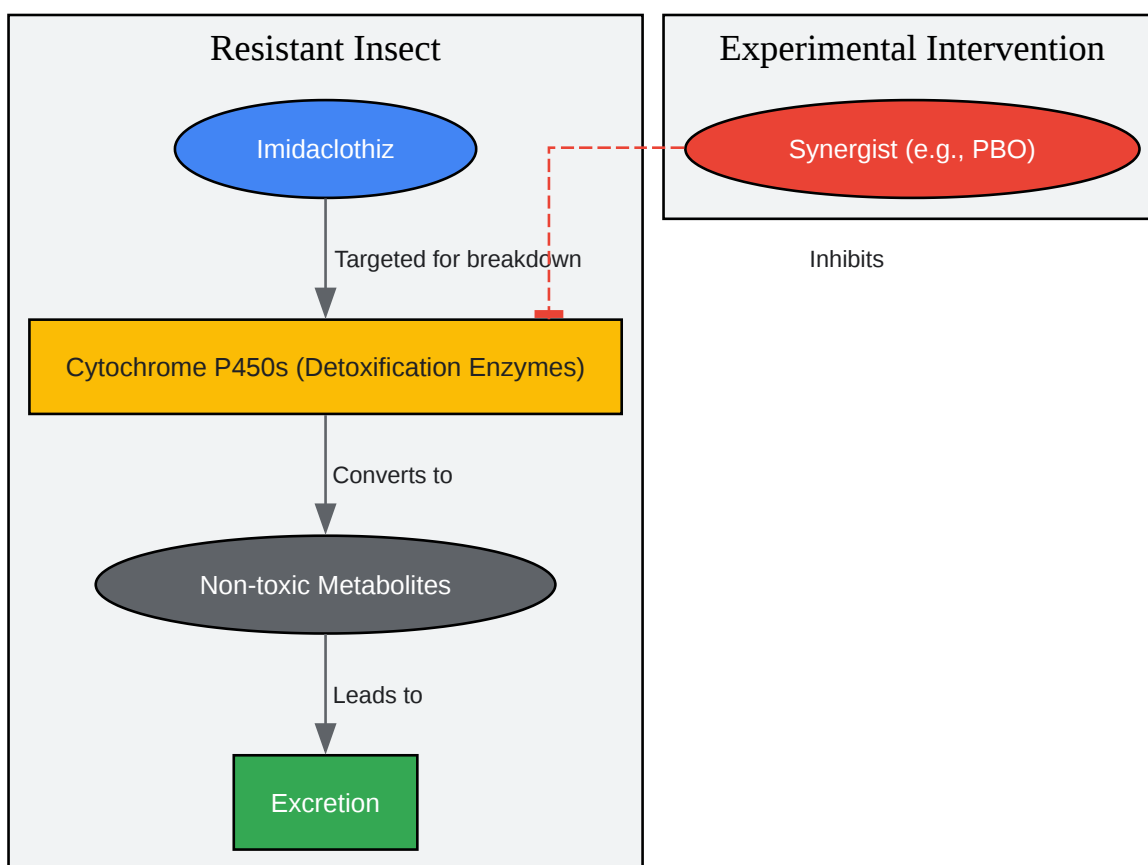 Resistant Insect
Experimental Intervention
Imidaclothiz
Synergist (e.g., PBO)
Targeted for breakdown
Inhibits
Cytochrome P450s (Detoxification Enzymes)
Converts to
Non-toxic Metabolites
Leads to
Excretion